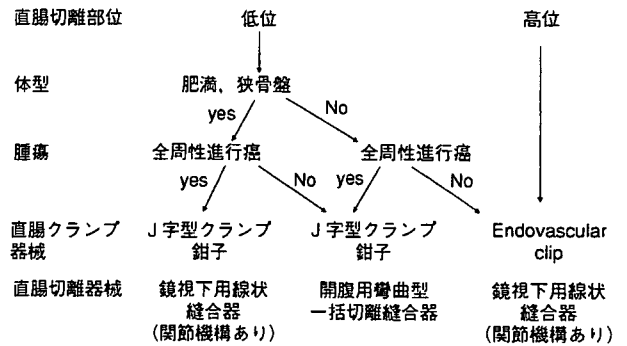 直腸切離部位 低位 高位
体型 肥満，狭骨盤
yes No
腫瘍 全周性進行癌 全周性進行癌
yes No yes No
直腸クランプ J字型クランプ J字型クランプ Endovascular
器械 鉗子 鉗子 clip
直腸切離器械 鏡視下用線状 開腹用彎曲型 鏡視下用線状
縫合器 一括切離縫合器 縫合器
(関節機構あり) (関節機構あり)